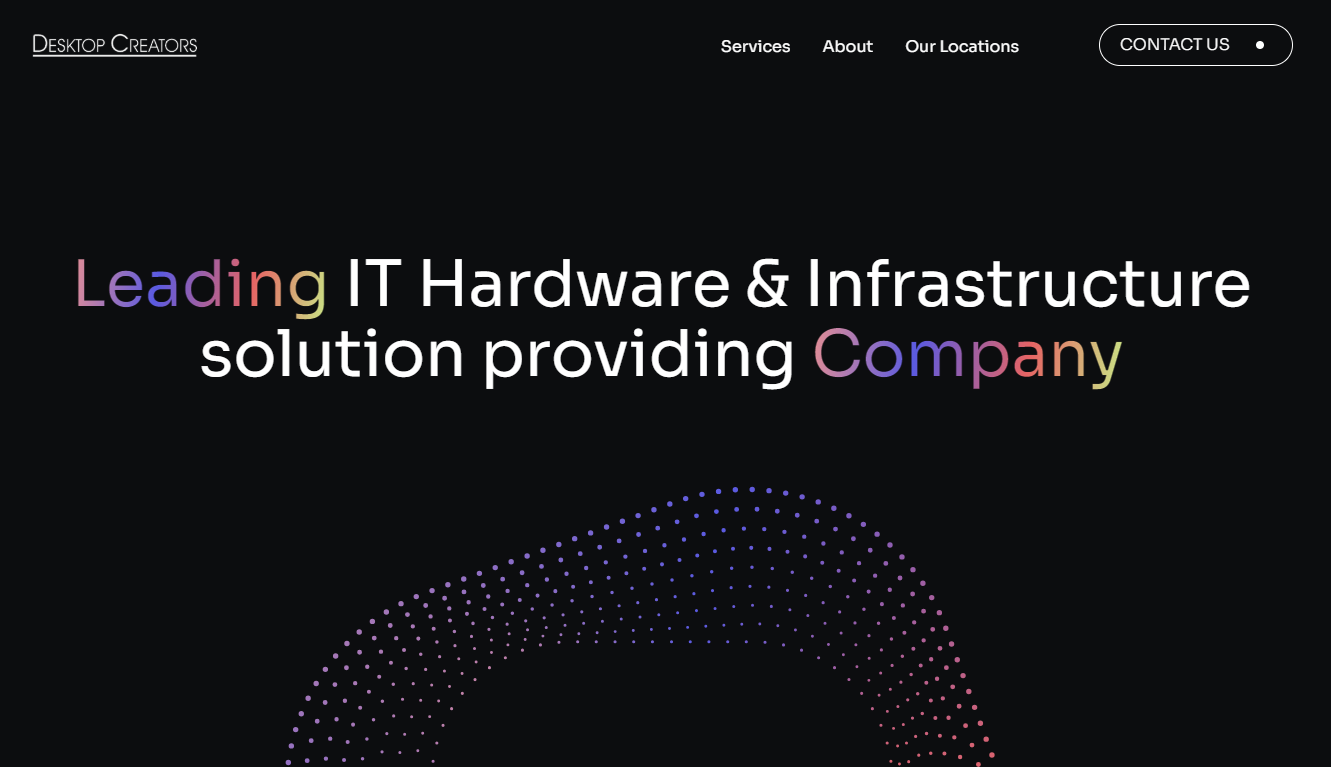 DESKTOP CREATORS
Services About Our Locations CONTACT US
Leading IT Hardware & Infrastructure
solution providing Company